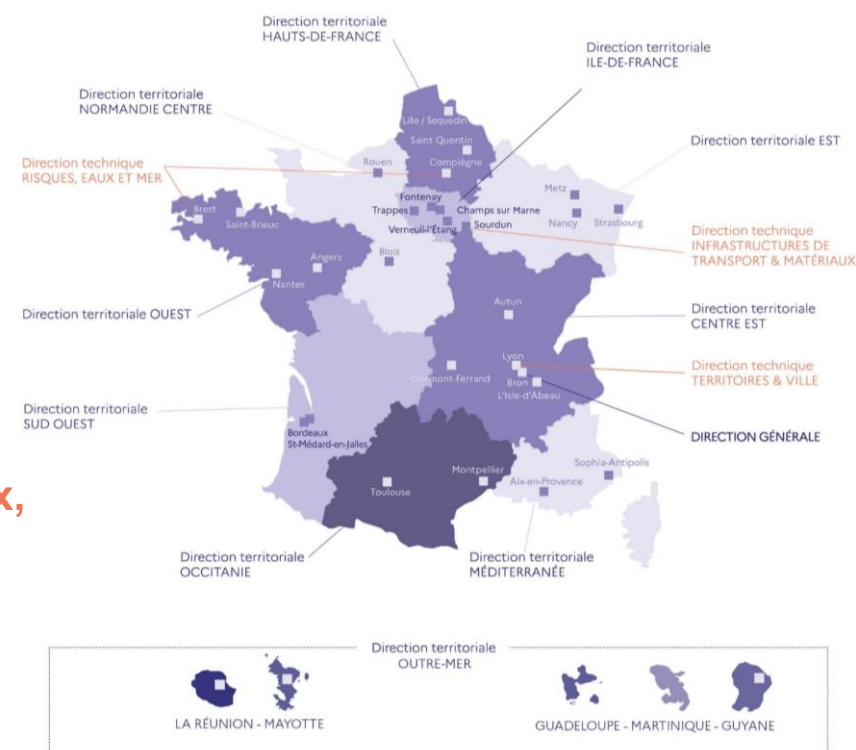 Direction territoriale
HAUTS-DE-FRANCE
Direction territoriale
ILE-DE-FRANCE
Direction territoriale
NORMANDIE CENTRE
Lille / Sequedin
Saint Quentin
Direction territoriale EST
Direction technique
RISQUES, EAUX ET MER
Rouen
Compiègne
Metz
Fontenay
Brest
Trappes
Champs sur Marne
Saint-Brieuc
Verneuil-l'Étang
Sourdun
Nancy
Strasbourg
Direction technique
INFRASTRUCTURES DE
TRANSPORT & MATÉRIAUX
Angers
Blois
Nantes
Autun
Direction territoriale OUEST
Direction territoriale
CENTRE EST
Lyon
Clermont-Ferrand
Bron
L'Isle-d'Abeau
Direction technique
TERRITOIRES & VILLE
Direction territoriale
SUD OUEST
Bordeaux
St-Médard-en-Jalles
DIRECTION GÉNÉRALE
x,
Toulouse
Montpellier
Aix-en-Provence
Sophia-Antipolis
Direction territoriale
OCCITANIE
Direction territoriale
MÉDITERRANÉE
Direction territoriale
OUTRE-MER
LA RÉUNION - MAYOTTE
GUADELOUPE - MARTINIQUE - GUYANE